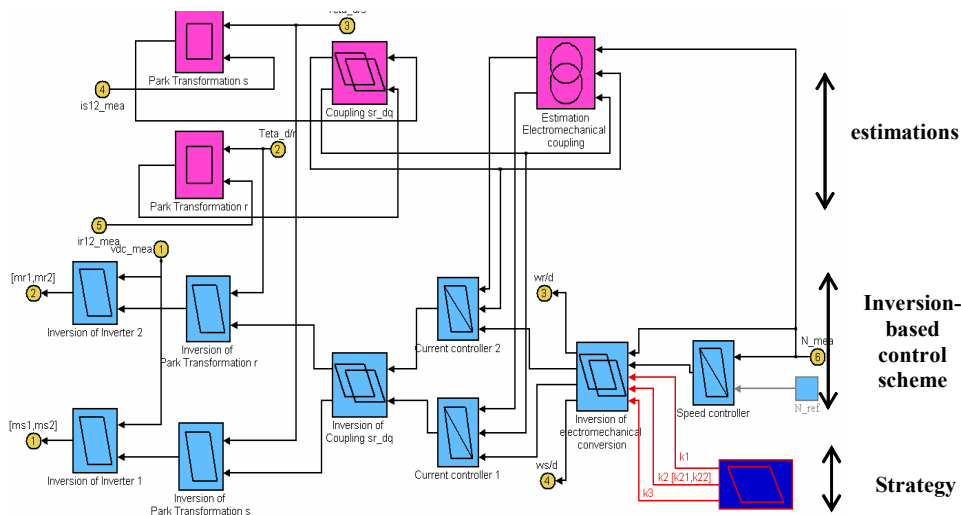 Teta_d/s
3
Park Transformation s
4
is12_mea
Coupling sr_dq
Estimation
Electromechanical
coupling
estimations
Teta_d/r
2
Park Transformation r
5
ir12_mea
vdc_mea
1
[mr1,mr2]
2
Inversion of Inverter 2
Inversion of
Park Transformation r
wr/d
3
Current controller 2
Inversion-
based
control
scheme
N_mea
6
N_ref
Speed controller
Inversion of
electromechanical
conversion
Inversion of
Coupling sr_dq
Current controller 1
[ms1,ms2]
1
Inversion of Inverter 1
Inversion of
Park Transformation s
ws/d
4
k1
k2 [k21,k22]
k3
Strategy